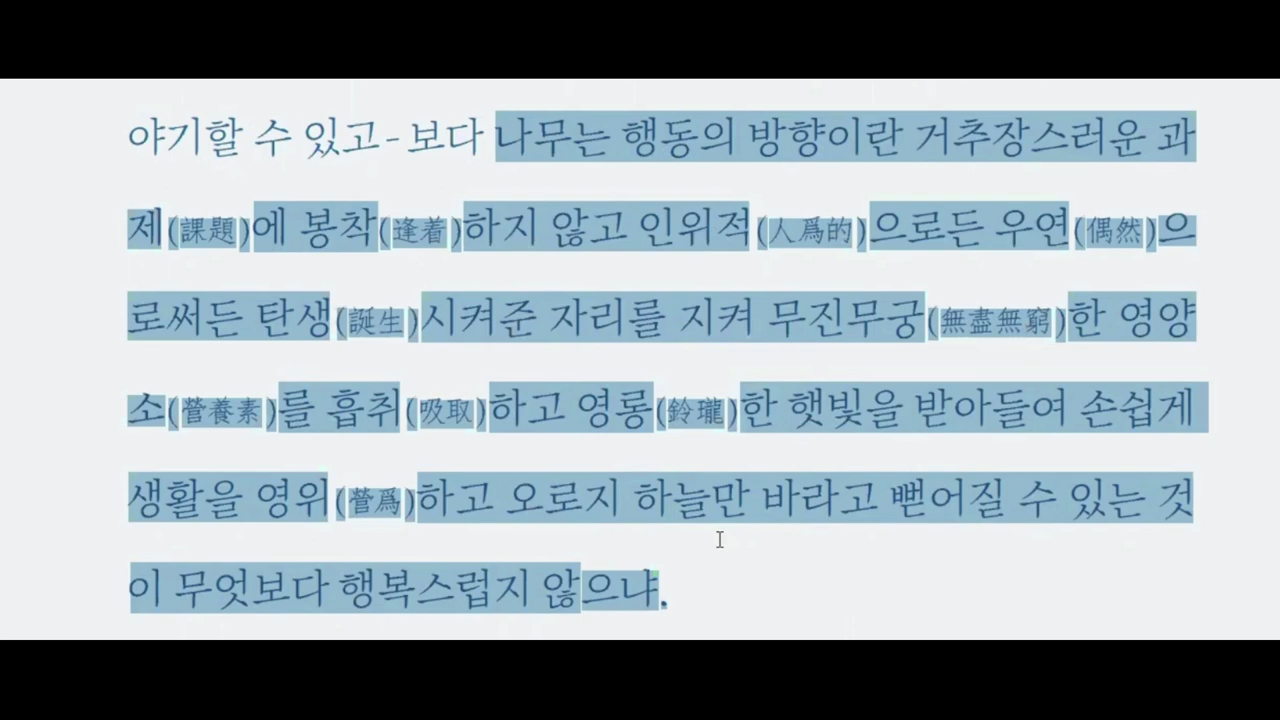 야기할 수 있고-보다 나무는 행동의 방향이란 거추장스러운 과
제(課題)에 봉착(逢着)하지 않고 인위적(人爲的)으로든 우연(偶然)으
로써든 탄생(誕生)시켜준 자리를 지켜 무진무궁(無盡無窮)한 영양
소(營養素)를 흡취(吸取)하고 영롱(鈴瓏)한 햇빛을 받아들여 손쉽게
생활을 영위(營爲)하고 오로지 하늘만 바라고 뻗어질 수 있는 것
이 무엇보다 행복스럽지 않으냐.